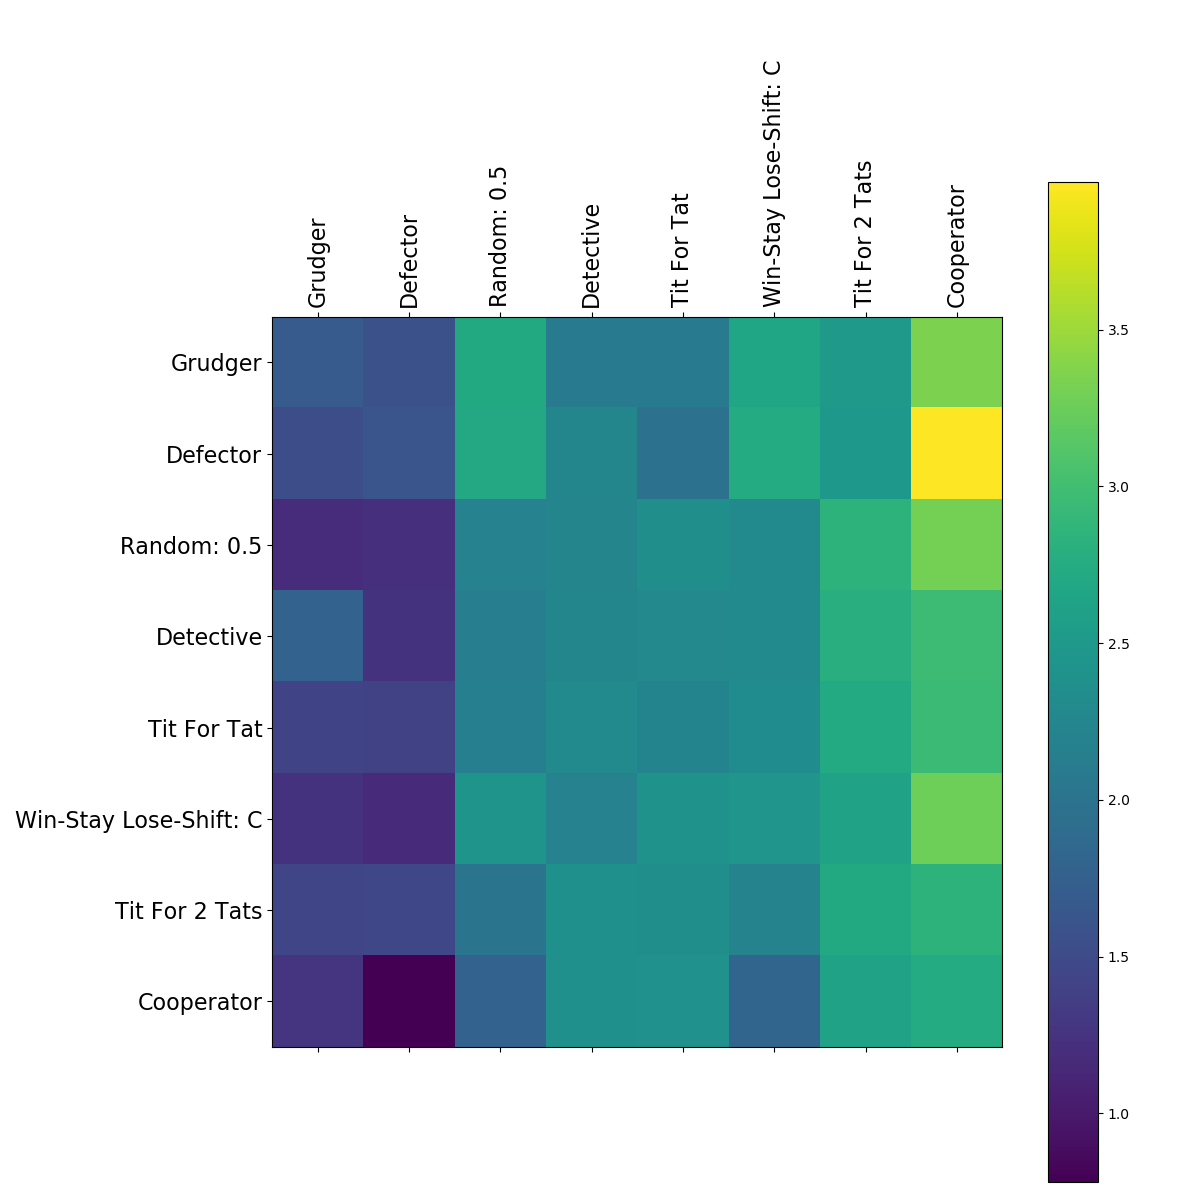 Grudger
Defector
Random: 0.5
Detective
Tit For Tat
Win-Stay Lose-Shift: C
Tit For 2 Tats
Cooperator
Grudger
Defector
Random: 0.5
Detective
Tit For Tat
Win-Stay Lose-Shift: C
Tit For 2 Tats
Cooperator
3.5
3.0
2.5
2.0
1.5
1.0